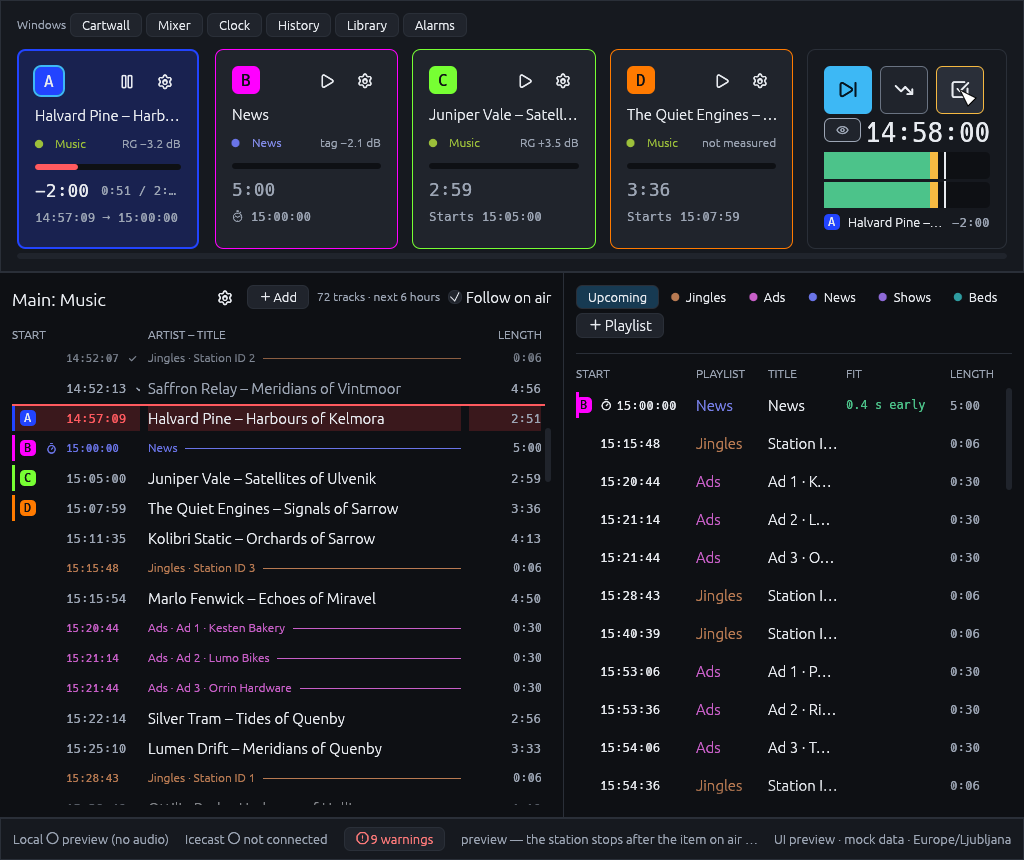 Windows Cartwall Mixer Clock History Library Alarms
A
Halvard Pine – Harb…
Music RG −3.2 dB
−2:00 0:51 / 2:…
14:57:09 → 15:00:00
B
News
News tag −2.1 dB
5:00
15:00:00
C
Juniper Vale – Satell…
Music RG +3.5 dB
2:59
Starts 15:05:00
D
The Quiet Engines – …
Music not measured
3:36
Starts 15:07:59
14:58:00
A Halvard Pine –… −2:00
Main: Music + Add 72 tracks · next 6 hours Follow on air
START ARTIST – TITLE LENGTH
14:52:07 Jingles · Station ID 2 0:06
14:52:13 Saffron Relay – Meridians of Vintmoor 4:56
A 14:57:09 Halvard Pine – Harbours of Kelmora 2:51
B 15:00:00 News 5:00
C 15:05:00 Juniper Vale – Satellites of Ulvenik 2:59
D 15:07:59 The Quiet Engines – Signals of Sarrow 3:36
15:11:35 Kolibri Static – Orchards of Sarrow 4:13
15:15:48 Jingles · Station ID 3 0:06
15:15:54 Marlo Fenwick – Echoes of Miravel 4:50
15:20:44 Ads · Ad 1 · Kesten Bakery 0:30
15:21:14 Ads · Ad 2 · Lumo Bikes 0:30
15:21:44 Ads · Ad 3 · Orrin Hardware 0:30
15:22:14 Silver Tram – Tides of Quenby 2:56
15:25:10 Lumen Drift – Meridians of Quenby 3:33
15:28:43 Jingles · Station ID 1 0:06
Upcoming Jingles Ads News Shows Beds
+ Playlist
START PLAYLIST TITLE FIT LENGTH
B 15:00:00 News News 0.4 s early 5:00
15:15:48 Jingles Station I… 0:06
15:20:44 Ads Ad 1 · K… 0:30
15:21:14 Ads Ad 2 · L… 0:30
15:21:44 Ads Ad 3 · O… 0:30
15:28:43 Jingles Station I… 0:06
15:40:39 Jingles Station I… 0:06
15:53:06 Ads Ad 1 · P… 0:30
15:53:36 Ads Ad 2 · Ri… 0:30
15:54:06 Ads Ad 3 · T… 0:30
15:54:36 Jingles Station I… 0:06
Local preview (no audio) Icecast not connected 9 warnings preview — the station stops after the item on air … UI preview · mock data · Europe/Ljubljana